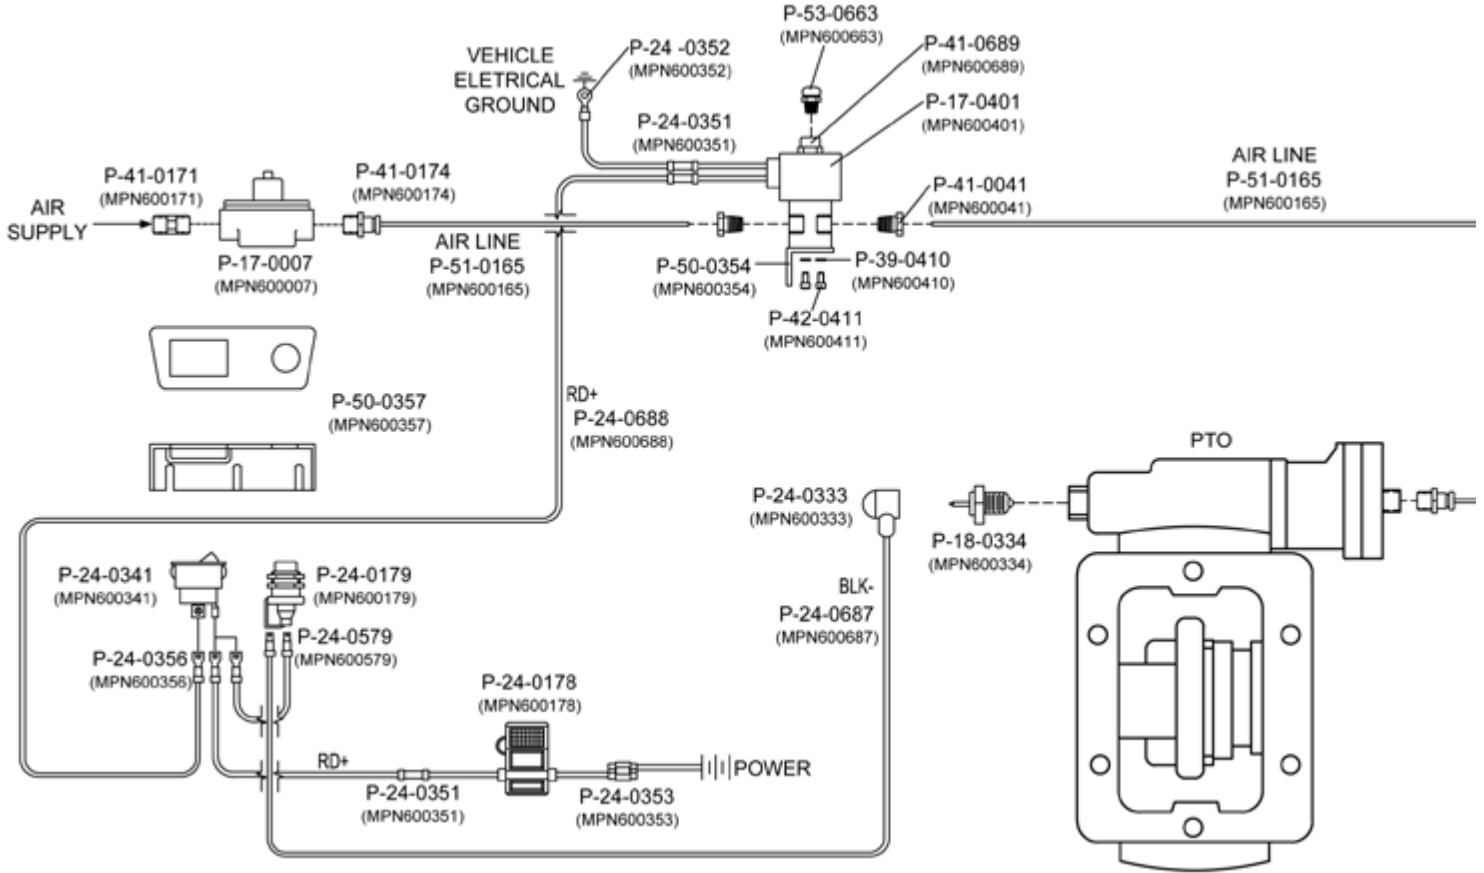 P-53-0663
(MPN600663)
VEHICLE
ELETRICAL
GROUND
P-24 -0352
(MPN600352)
P-41-0689
(MPN600689)
P-24-0351
(MPN600351)
P-17-0401
(MPN600401)
P-41-0171
(MPN600171)
P-41-0174
(MPN600174)
P-41-0041
(MPN600041)
AIR LINE
P-51-0165
(MPN600165)
AIR
SUPPLY
P-17-0007
(MPN600007)
AIR LINE
P-51-0165
(MPN600165)
P-50-0354
(MPN600354)
P-39-0410
(MPN600410)
P-42-0411
(MPN600411)
P-50-0357
(MPN600357)
RD+
P-24-0688
(MPN600688)
PTO
P-24-0333
(MPN600333)
P-18-0334
(MPN600334)
P-24-0341
(MPN600341)
P-24-0179
(MPN600179)
BLK-
P-24-0687
(MPN600687)
P-24-0579
(MPN600579)
P-24-0356
(MPN600356)
P-24-0178
(MPN600178)
RD+
POWER
P-24-0351
(MPN600351)
P-24-0353
(MPN600353)